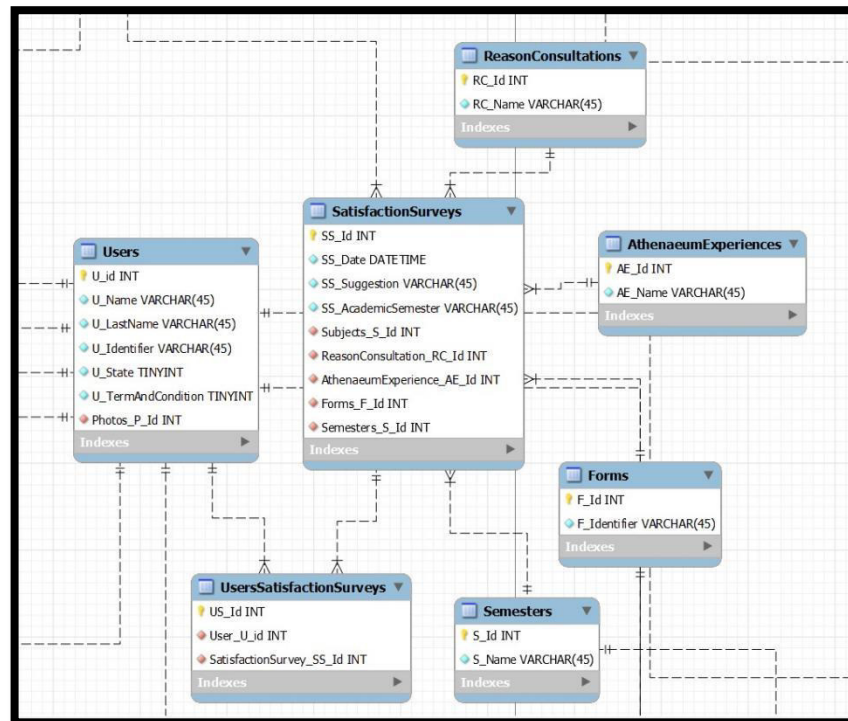 ReasonConsultations
RC_Id INT
RC_Name VARCHAR(45)
Indexes
SatisfactionSurveys
SS_Id INT
SS_Date DATETIME
SS_Suggestion VARCHAR(45)
SS_AcademicSemester VARCHAR(45)
Subjects_S_Id INT
ReasonConsultation_RC_Id INT
AthenaeumExperience_AE_Id INT
Forms_F_Id INT
Semesters_S_Id INT
Indexes
AthenaeumExperiences
AE_Id INT
AE_Name VARCHAR(45)
Indexes
Users
U_id INT
U_Name VARCHAR(45)
U_LastName VARCHAR(45)
U_Identifier VARCHAR(45)
U_State TINYINT
U_TermAndCondition TINYINT
Photos_P_Id INT
Indexes
Forms
F_Id INT
F_Identifier VARCHAR(45)
Indexes
UsersSatisfactionSurveys
US_Id INT
User_U_id INT
SatisfactionSurvey_SS_Id INT
Indexes
Semesters
S_Id INT
S_Name VARCHAR(45)
Indexes